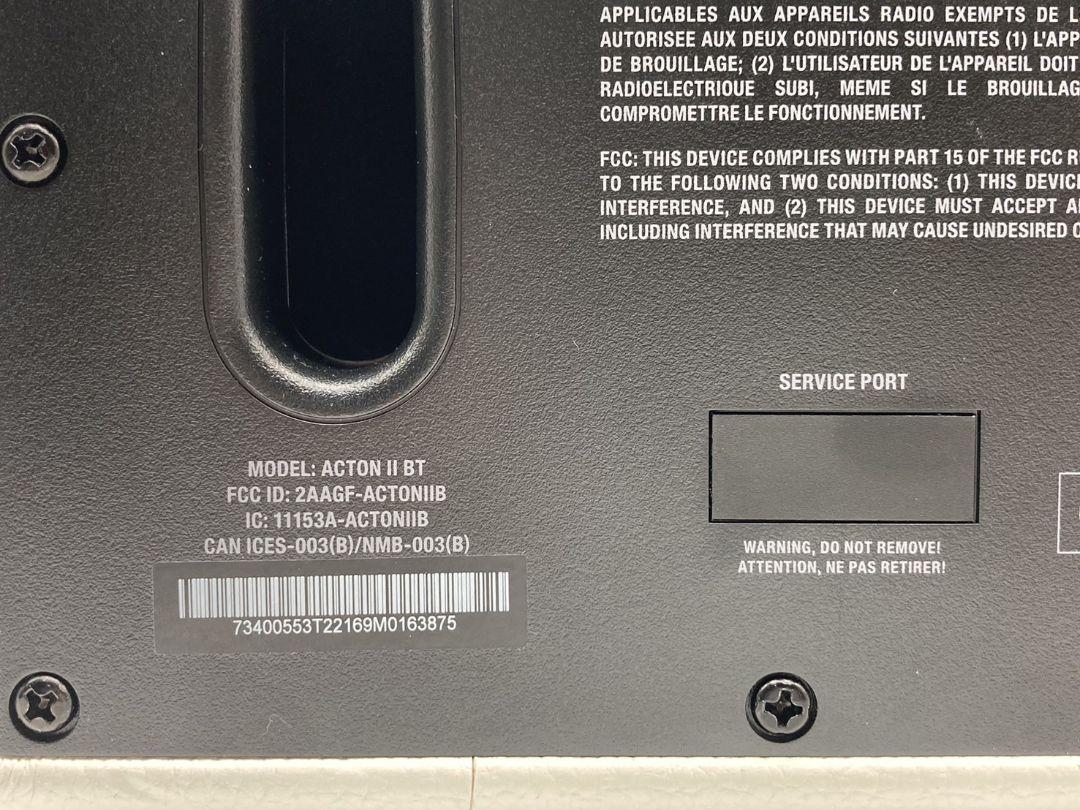 APPLICABLES AUX APPAREILS RADIO EXEMPTS DE
AUTORISEE AUX DEUX CONDITIONS SUIVANTES (1) L'APP
DE BROUILLAGE; (2) L'UTILISATEUR DE L'APPAREIL DOIT
RADIOELECTRIOUE SUBI, MEME SI LE BROUILLAG
COMPROMETTRE LE FONCTIONNEMENT.
FCC: THIS DEVICE COMPLIES WITH PART 15 OF THE FCC
TO THE FOLLOWING TWO CONDITIONS: (1) THIS DEVIC
INTERFERENCE, AND (2) THIS DEVICE MUST ACCEPT
INCLUDING INTERFERENCE THAT MAY CAUSE UNDESIRED
SERVICE PORT
WARNING, DO NOT REMOVE!
ATTENTION, NE PAS RETIRER!
MODEL: ACTON II BT
FCC ID: 2AAGF-ACTONIIB
IC: 11153A-ACTONIIB
CAN ICES-003(B)/NMB-003(B)
73400553T22169M0163875